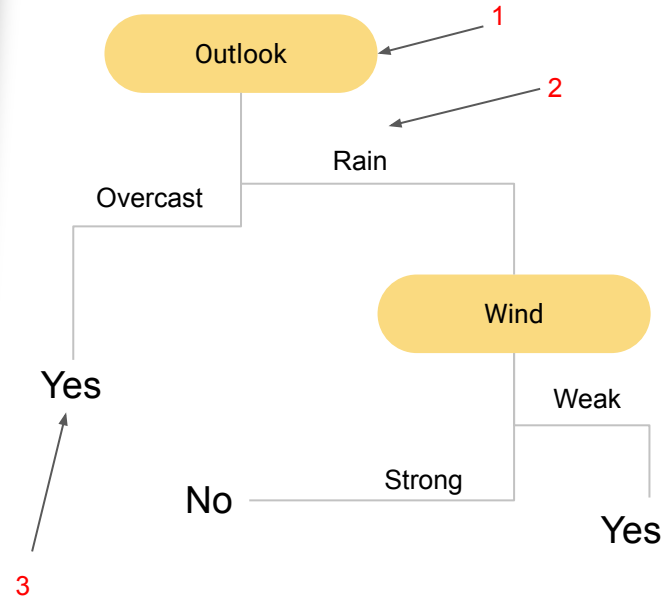 1
Outlook
2
Rain
Overcast
Wind
Yes
Weak
Strong
No
Yes
3